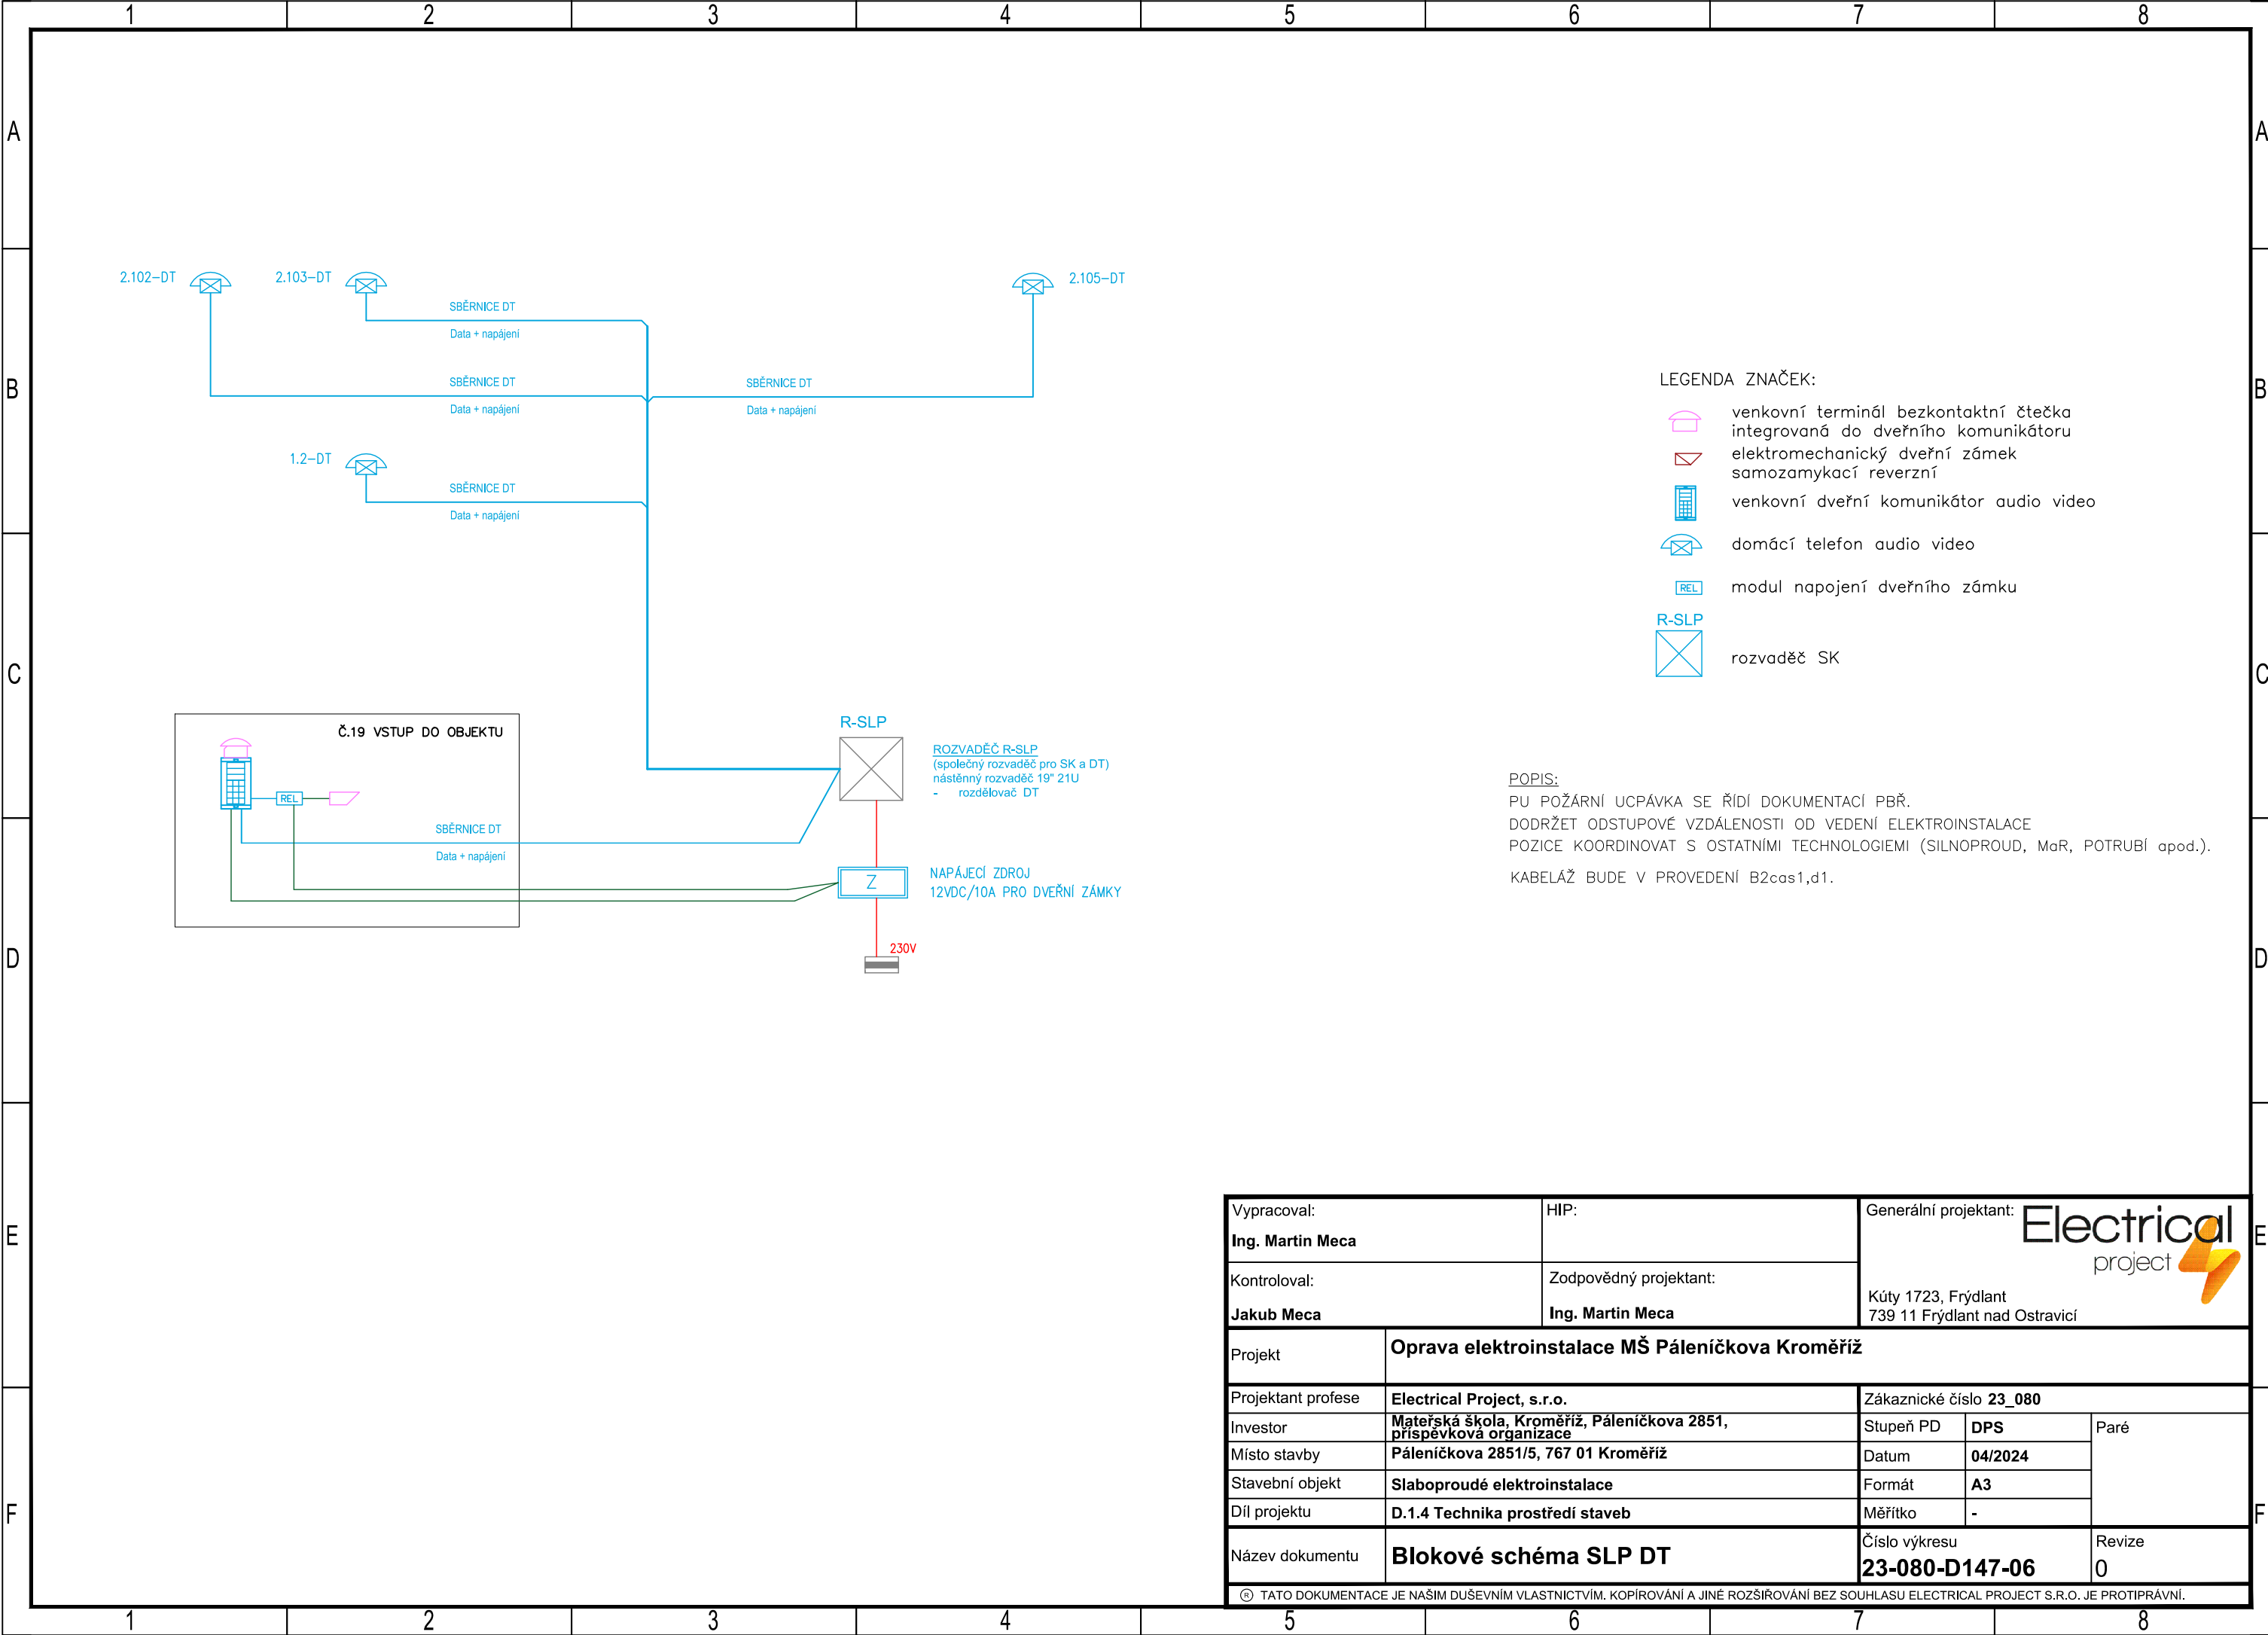 1 2 3 4 5 6 7 8
A A
2.102-DT
2.103-DT
2.105-DT
SBĚRNICE DT
Data + napájení
B B
SBĚRNICE DT
Data + napájení
SBĚRNICE DT
Data + napájení
1.2-DT
SBĚRNICE DT
Data + napájení
LEGENDA ZNAČEK:
venkovní terminál bezkontaktní čtečka
integrovaná do dveřního komunikátoru
elektromechanický dveřní zámek
samozamykací reverzní
venkovní dveřní komunikátor audio video
domácí telefon audio video
REL
modul napojení dveřního zámku
R-SLP
rozvaděč SK
C C
Č.19 VSTUP DO OBJEKTU
REL
SBĚRNICE DT
Data + napájení
R-SLP
ROZVADĚČ R-SLP
(společný rozvaděč pro SK a DT)
nástěnný rozvaděč 19" 21U
- rozdělovač DT
Z
NAPÁJECÍ ZDROJ
12VDC/10A PRO DVEŘNÍ ZÁMKY
230V
POPIS:
PU POŽÁRNÍ UCPÁVKA SE ŘÍDÍ DOKUMENTACÍ PBŘ.
DODRŽET ODSTUPOVÉ VZDÁLENOSTI OD VEDENÍ ELEKTROINSTALACE
POZICE KOORDINOVAT S OSTATNÍMI TECHNOLOGIEMI (SILNOPROUD, MaR, POTRUBÍ apod.).
KABELÁŽ BUDE V PROVEDENÍ B2cas1,d1.
D D
E E
Vypracoval:
Ing. Martin Meca
HIP:
Generální projektant:
Electrical
project
Kúty 1723, Frýdlant
739 11 Frýdlant nad Ostravicí
Kontroloval:
Jakub Meca
Zodpovědný projektant:
Ing. Martin Meca
Projekt
Oprava elektroinstalace MŠ Páleníčkova Kroměříž
Projektant profese
Electrical Project, s.r.o.
Zákaznické číslo 23_080
Investor
Mateřská škola, Kroměříž, Páleníčkova 2851,
příspěvková organizace
Stupeň PD
DPS
Paré
Místo stavby
Páleníčkova 2851/5, 767 01 Kroměříž
Datum
04/2024
Stavební objekt
Slaboproudé elektroinstalace
Formát
A3
F F
Díl projektu
D.1.4 Technika prostředí staveb
Měřítko
-
Název dokumentu
Blokové schéma SLP DT
Číslo výkresu
23-080-D147-06
Revize
0
® TATO DOKUMENTACE JE NAŠIM DUŠEVNÍM VLASTNICTVÍM. KOPÍROVÁNÍ A JINÉ ROZŠIŘOVÁNÍ BEZ SOUHLASU ELECTRICAL PROJECT S.R.O. JE PROTIPRÁVNÍ.
1 2 3 4 5 6 7 8